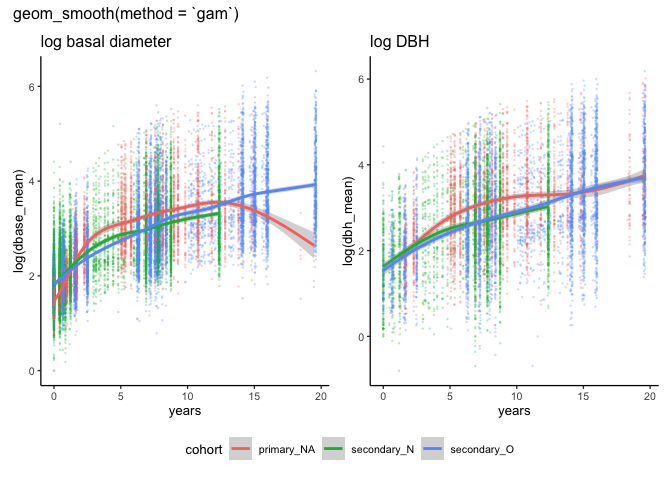 geom_smooth(method = `gam`)
log basal diameter
log DBH
log(dbase_mean)
6
4
2
0
0 5 10 15 20
years
log(dbh_mean)
6
4
2
0
0 5 10 15 20
years
cohort primary_NA secondary_N secondary_O